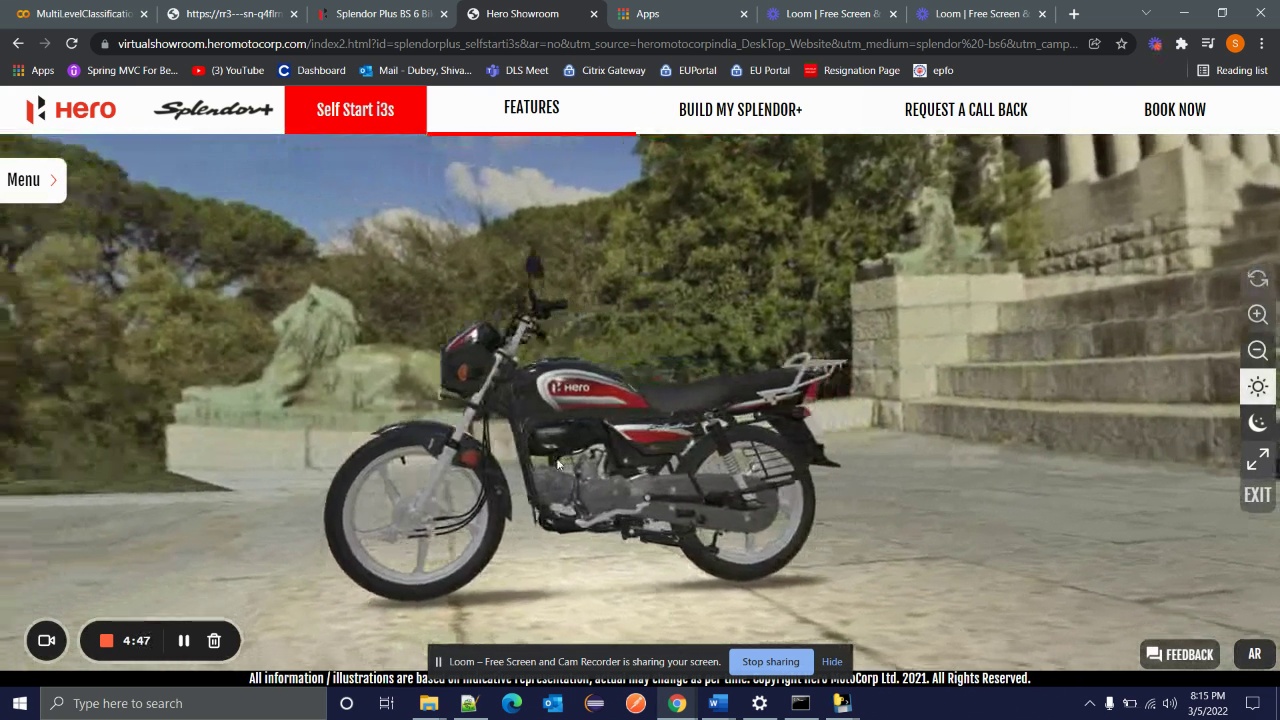 MultiLevelClassificatio
https://rr3---sn-q4flrn
Splendor Plus BS 6 Bi
Hero Showroom
Apps
Loom | Free Screen &
Loom | Free Screen &
virtualshowroom.heromotocorp.com/index2.html?id=splendorplus_selfstarti3s&at=no&utm_source=heromotocorpindia_DeskTop_Website&utm_medium=splendor%20-bs6&utm_camp...
Apps
Spring MVC For Be...
(3) YouTube
Dashboard
Mail - Dubey, Shiva...
DLS Meet
Citrix Gateway
EUPortal
EU Portal
Resignation Page
epfo
Reading list
Hero
Splendor+
Self Start i3s
FEATURES
BUILD MY SPLENDOR+
REQUEST A CALL BACK
BOOK NOW
Menu
Hero
EXIT
4:47
Loom – Free Screen and Cam Recorder is sharing your screen.
Stop sharing
Hide
FEEDBACK
AR
All information / illustrations are based on indicative representation, actual may change as per time. Copyright Hero MotoCorp Ltd. 2021. All Rights Reserved.
Type here to search
8:15 PM
3/5/2022